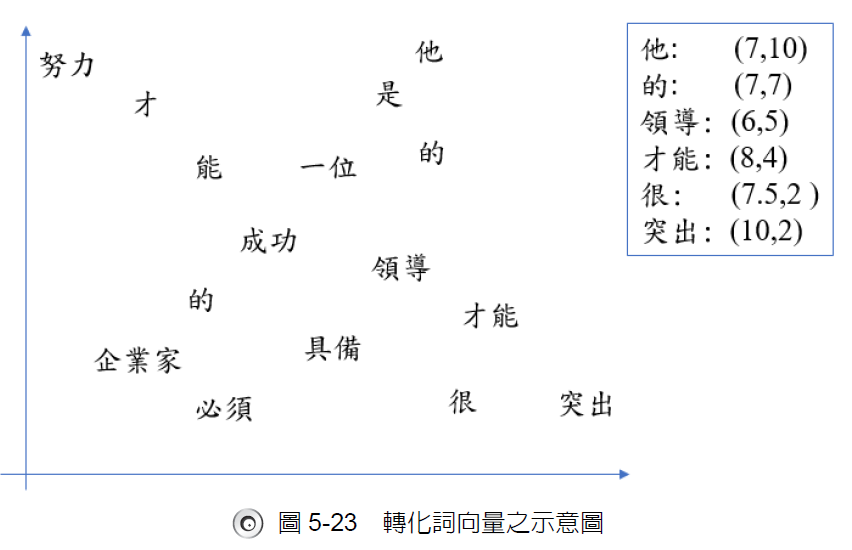 努力
才
能
一位
是
他
的
成功
領導
的
才能
企業家
具備
必須
很
突出
他: (7,10)
的: (7,7)
領導: (6,5)
才能: (8,4)
很: (7.5,2 )
突出: (10,2)
圖 5-23 轉化詞向量之示意圖